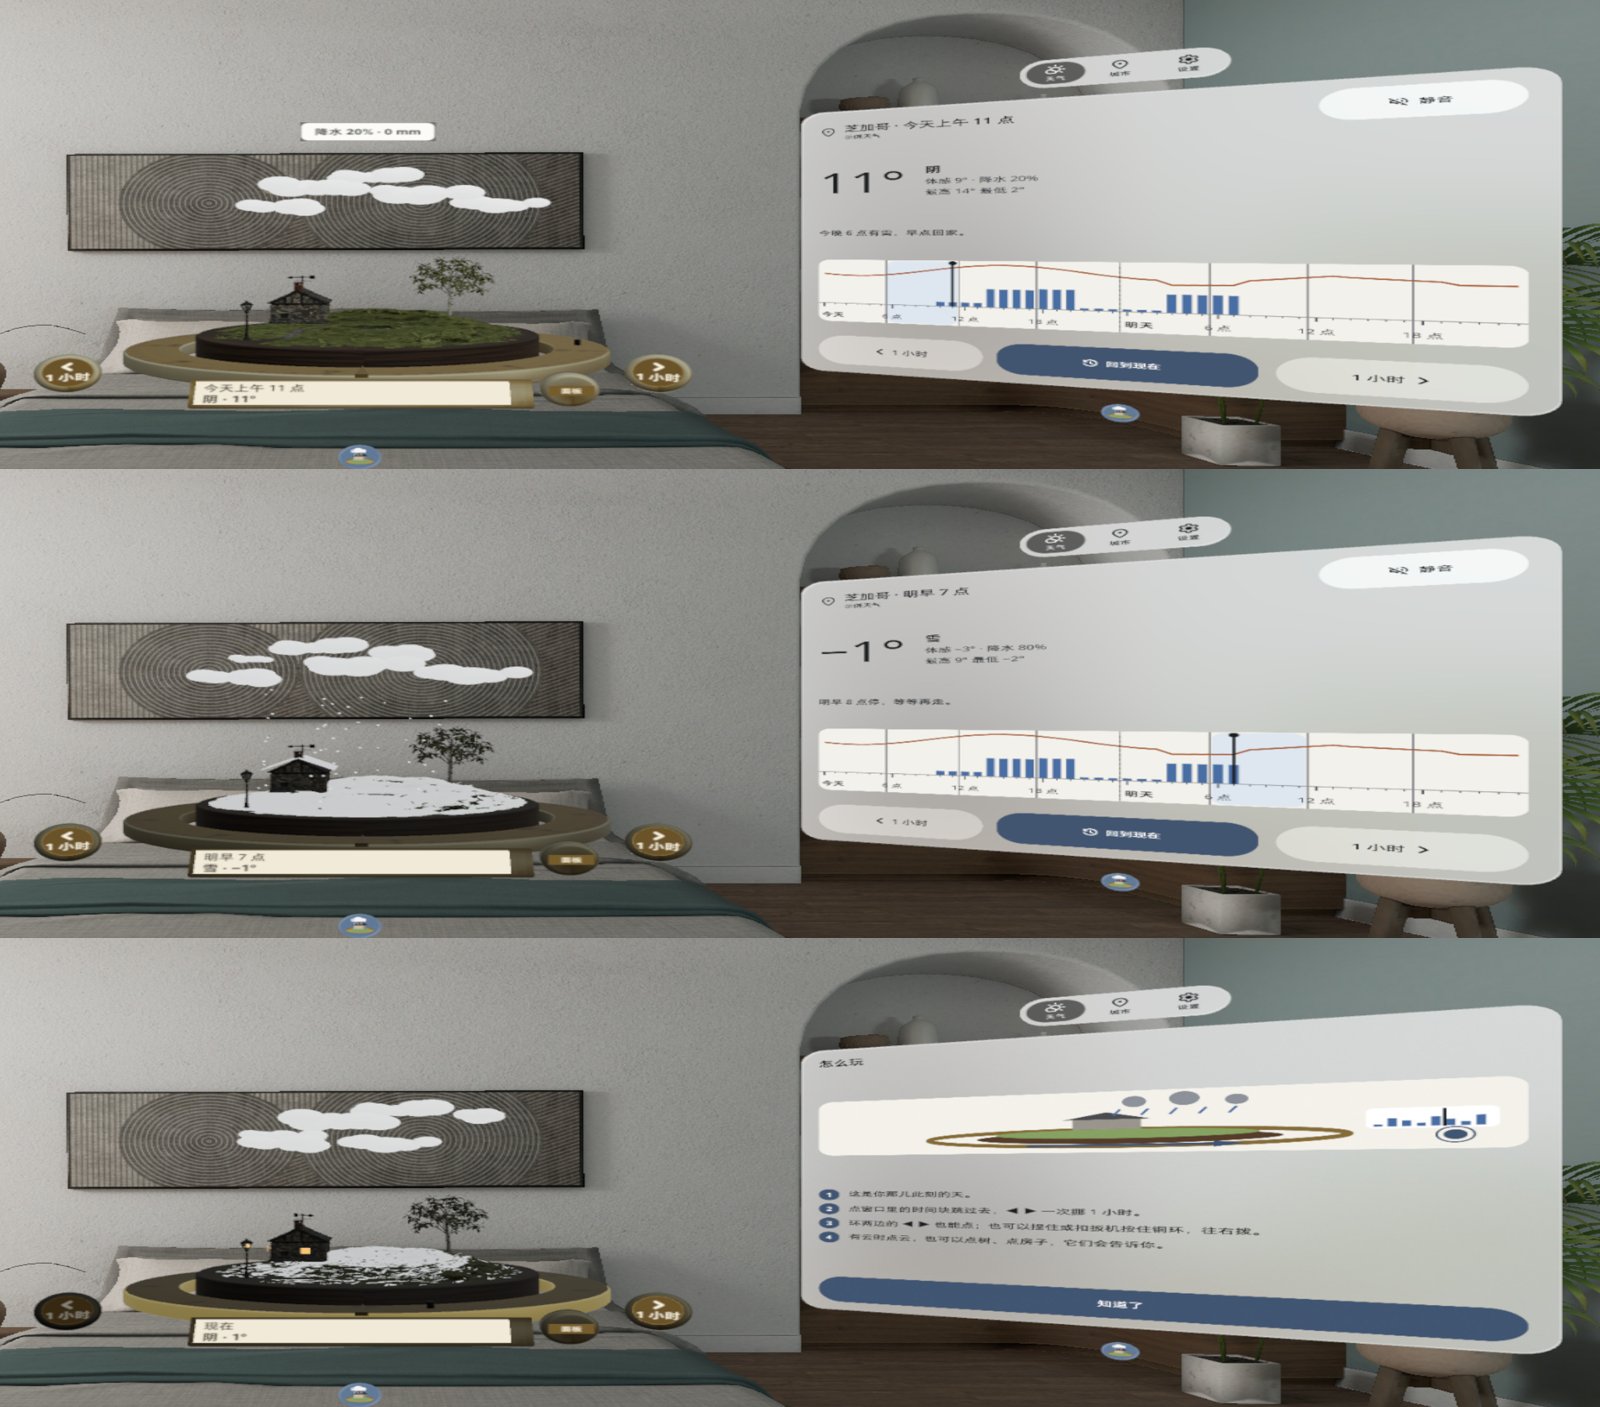 降水 20% · 0 mm
< 1 小时
> 1 小时
今天上午 11 点
阴 · 11°
面板
天气
城市
设置
静音
芝加哥 · 今天上午 11 点
示例天气
11°
阴
体感 9° · 降水 20%
最高 14° 最低 2°
今晚 6 点有雷，早点回家。
今天 6 点 12 点 18 点 明天 6 点 12 点 18 点
< 1 小时
回到现在
1 小时 >
< 1 小时
> 1 小时
明早 7 点
雪 · −1°
面板
天气
城市
设置
静音
芝加哥 · 明早 7 点
示例天气
−1°
雪
体感 −3° · 降水 80%
最高 9° 最低 −2°
明早 8 点停，等等再走。
今天 6 点 12 点 18 点 明天 6 点 12 点 18 点
< 1 小时
回到现在
1 小时 >
< 1 小时
> 1 小时
现在
阴 · 1°
面板
天气
城市
设置
怎么玩
1 这是你那儿此刻的天。
2 点窗口里的时间块跳过去，◀ ▶ 一次挪 1 小时。
3 环两边的 ◀ ▶ 也能点；也可以捏住或扣扳机按住铜环，往右拨。
4 有云时点云，也可以点树、点房子，它们会告诉你。
知道了